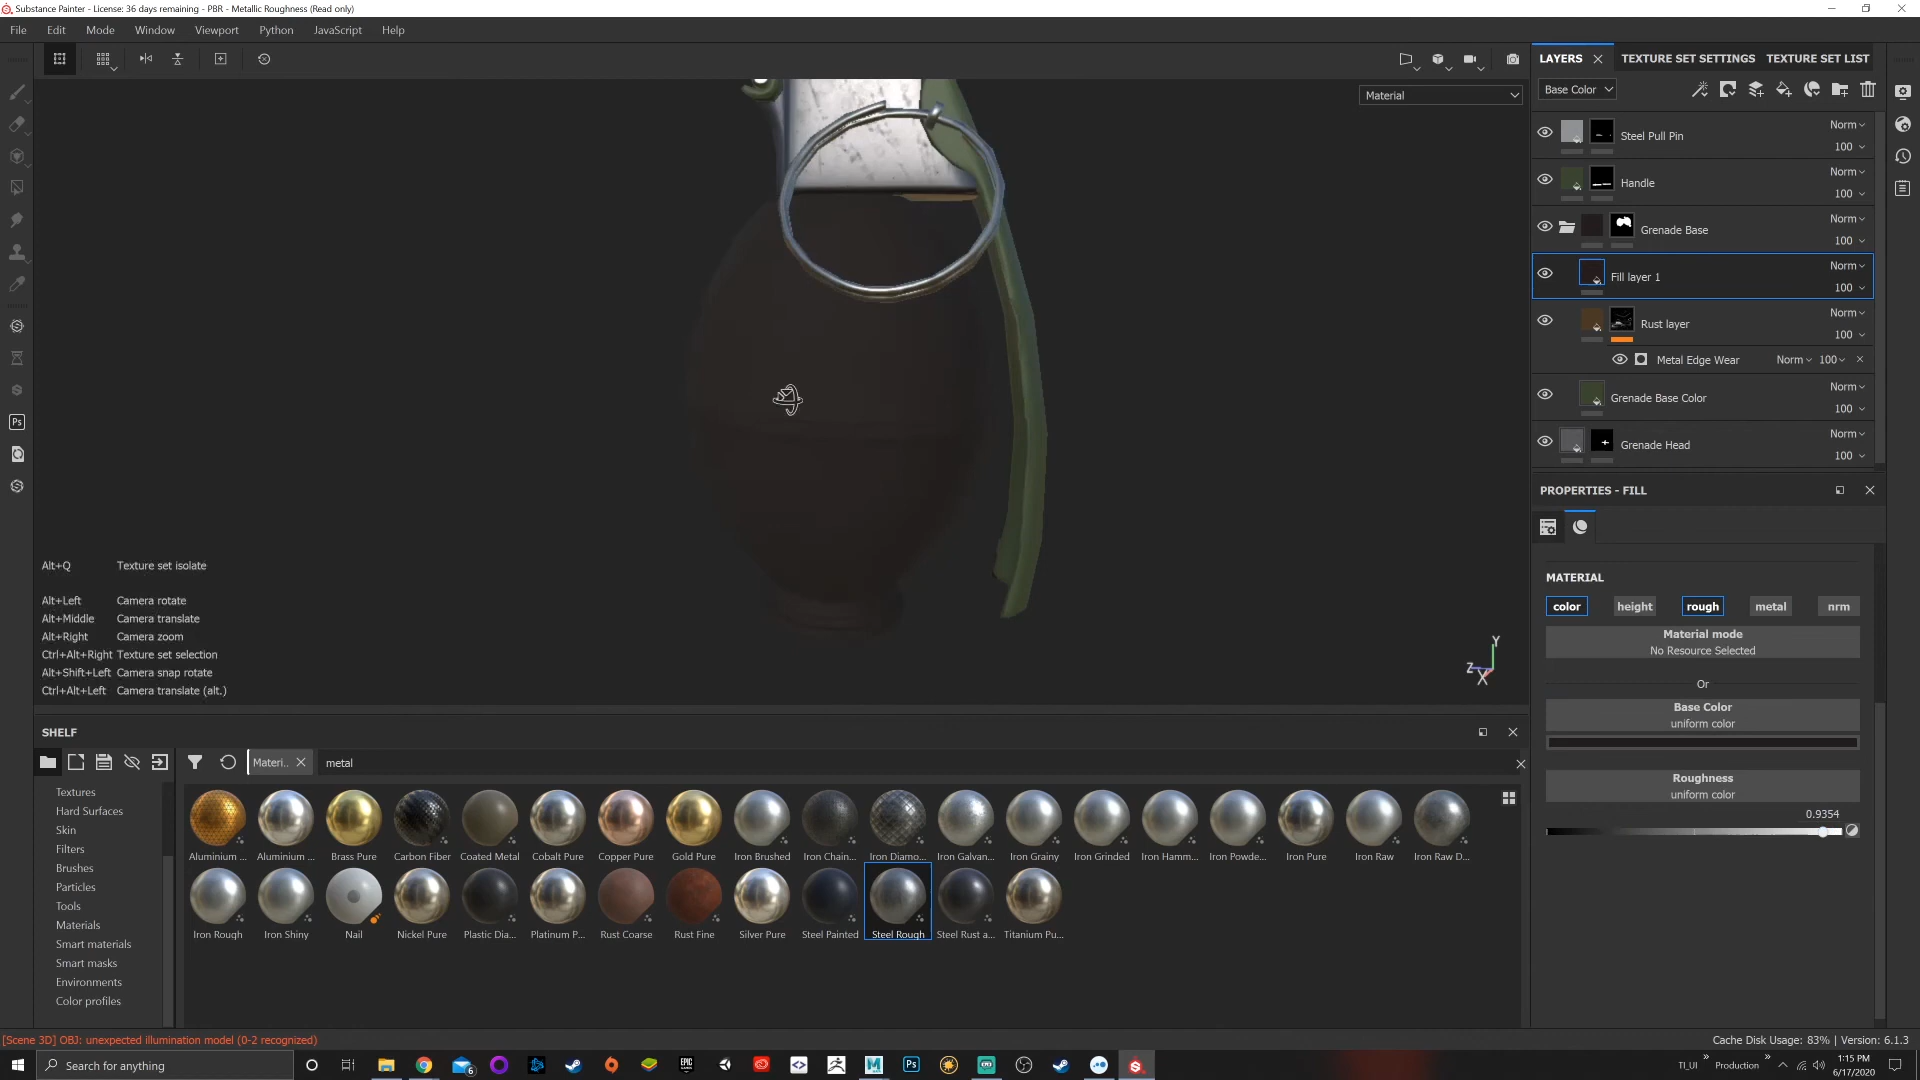 Substance Painter - License: 36 days remaining - PBR - Metallic Roughness (Read only)
File Edit Mode Window Viewport Python JavaScript Help
Material
LAYERS TEXTURE SET SETTINGS TEXTURE SET LIST
Base Color
Steel Pull Pin Norm 100
Handle Norm 100
Grenade Base Norm 100
Fill layer 1 Norm 100
Rust layer Norm 100
Metal Edge Wear Norm 100
Grenade Base Color Norm 100
Grenade Head Norm 100
PROPERTIES - FILL
MATERIAL
color height rough metal nrm
Material mode
No Resource Selected
Or
Base Color
uniform color
Roughness
uniform color
0.9354
Alt+Q Texture set isolate
Alt+Left Camera rotate
Alt+Middle Camera translate
Alt+Right Camera zoom
Ctrl+Alt+Right Texture set selection
Alt+Shift+Left Camera snap rotate
Ctrl+Alt+Left Camera translate (alt.)
Y
Z
X
Ps
SHELF
Materi.. metal
Textures
Hard Surfaces
Skin
Filters
Brushes
Particles
Tools
Materials
Smart materials
Smart masks
Environments
Color profiles
Aluminium ... Aluminium ... Brass Pure Carbon Fiber Coated Metal Cobalt Pure Copper Pure Gold Pure Iron Brushed Iron Chain... Iron Diamo... Iron Galvan... Iron Grainy Iron Grinded Iron Hamm... Iron Powde... Iron Pure Iron Raw Iron Raw D...
Iron Rough Iron Shiny Nail Nickel Pure Plastic Dia... Platinum P... Rust Coarse Rust Fine Silver Pure Steel Painted Steel Rough Steel Rust a... Titanium Pu...
[Scene 3D] OBJ: unexpected illumination model (0-2 recognized)
Cache Disk Usage: 83% | Version: 6.1.3
Search for anything
6
EPIC
Ps
TI_UI » Production »
1:15 PM
6/17/2020